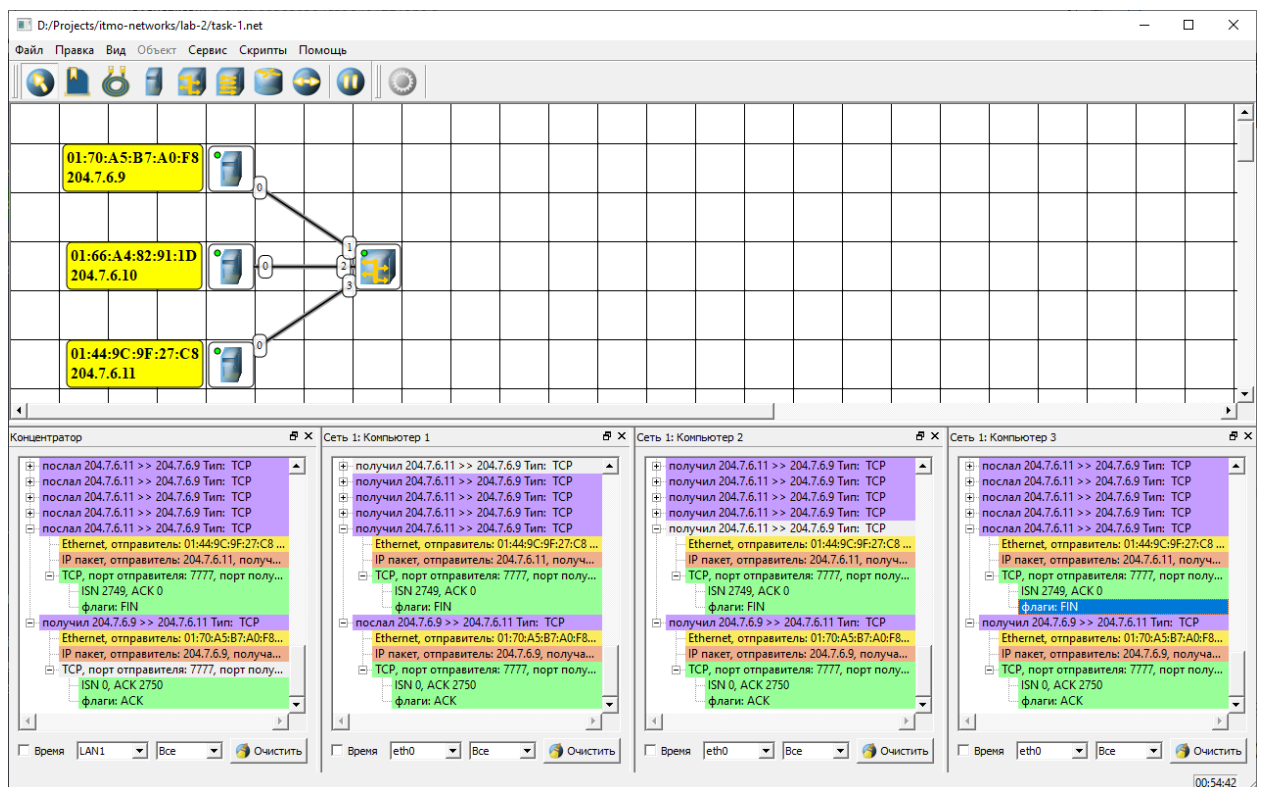 D:/Projects/itmo-networks/lab-2/task-1.net
Файл Правка Вид Объект Сервис Скрипты Помощь
01:70:A5:B7:A0:F8
204.7.6.9
0
01:66:A4:82:91:1D
204.7.6.10
0
1
2
3
01:44:9C:9F:27:C8
204.7.6.11
0
Концентратор
послал 204.7.6.11 >> 204.7.6.9 Тип: TCP
послал 204.7.6.11 >> 204.7.6.9 Тип: TCP
послал 204.7.6.11 >> 204.7.6.9 Тип: TCP
послал 204.7.6.11 >> 204.7.6.9 Тип: TCP
послал 204.7.6.11 >> 204.7.6.9 Тип: TCP
Ethernet, отправитель: 01:44:9C:9F:27:C8 ...
IP пакет, отправитель: 204.7.6.11, получ...
TCP, порт отправителя: 7777, порт полу...
ISN 2749, ACK 0
флаги: FIN
получил 204.7.6.9 >> 204.7.6.11 Тип: TCP
Ethernet, отправитель: 01:70:A5:B7:A0:F8...
IP пакет, отправитель: 204.7.6.9, получа...
TCP, порт отправителя: 7777, порт полу...
ISN 0, ACK 2750
флаги: ACK
Время LAN1 Все Очистить
Сеть 1: Компьютер 1
получил 204.7.6.11 >> 204.7.6.9 Тип: TCP
получил 204.7.6.11 >> 204.7.6.9 Тип: TCP
получил 204.7.6.11 >> 204.7.6.9 Тип: TCP
получил 204.7.6.11 >> 204.7.6.9 Тип: TCP
получил 204.7.6.11 >> 204.7.6.9 Тип: TCP
Ethernet, отправитель: 01:44:9C:9F:27:C8 ...
IP пакет, отправитель: 204.7.6.11, получ...
TCP, порт отправителя: 7777, порт полу...
ISN 2749, ACK 0
флаги: FIN
послал 204.7.6.9 >> 204.7.6.11 Тип: TCP
Ethernet, отправитель: 01:70:A5:B7:A0:F8...
IP пакет, отправитель: 204.7.6.9, получа...
TCP, порт отправителя: 7777, порт полу...
ISN 0, ACK 2750
флаги: ACK
Время eth0 Все Очистить
Сеть 1: Компьютер 2
получил 204.7.6.11 >> 204.7.6.9 Тип: TCP
получил 204.7.6.11 >> 204.7.6.9 Тип: TCP
получил 204.7.6.11 >> 204.7.6.9 Тип: TCP
получил 204.7.6.11 >> 204.7.6.9 Тип: TCP
получил 204.7.6.11 >> 204.7.6.9 Тип: TCP
Ethernet, отправитель: 01:44:9C:9F:27:C8 ...
IP пакет, отправитель: 204.7.6.11, получ...
TCP, порт отправителя: 7777, порт полу...
ISN 2749, ACK 0
флаги: FIN
получил 204.7.6.9 >> 204.7.6.11 Тип: TCP
Ethernet, отправитель: 01:70:A5:B7:A0:F8...
IP пакет, отправитель: 204.7.6.9, получа...
TCP, порт отправителя: 7777, порт полу...
ISN 0, ACK 2750
флаги: ACK
Время eth0 Все Очистить
Сеть 1: Компьютер 3
послал 204.7.6.11 >> 204.7.6.9 Тип: TCP
послал 204.7.6.11 >> 204.7.6.9 Тип: TCP
послал 204.7.6.11 >> 204.7.6.9 Тип: TCP
послал 204.7.6.11 >> 204.7.6.9 Тип: TCP
послал 204.7.6.11 >> 204.7.6.9 Тип: TCP
Ethernet, отправитель: 01:44:9C:9F:27:C8 ...
IP пакет, отправитель: 204.7.6.11, получ...
TCP, порт отправителя: 7777, порт полу...
ISN 2749, ACK 0
флаги: FIN
получил 204.7.6.9 >> 204.7.6.11 Тип: TCP
Ethernet, отправитель: 01:70:A5:B7:A0:F8...
IP пакет, отправитель: 204.7.6.9, получа...
TCP, порт отправителя: 7777, порт полу...
ISN 0, ACK 2750
флаги: ACK
Время eth0 Все Очистить
00:54:42